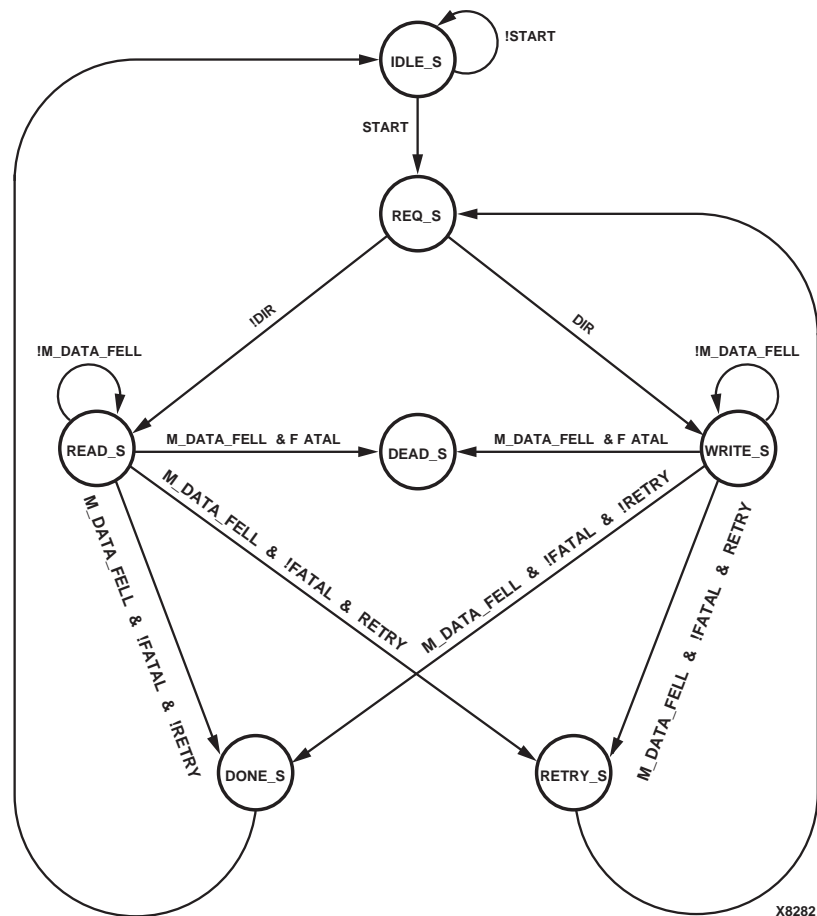 !START
IDLE_S
START
REQ_S
!DIR
DIR
!M_DATA_FELL
!M_DATA_FELL
M_DATA_FELL & F ATAL
M_DATA_FELL & F ATAL
READ_S
DEAD_S
WRITE_S
M_DATA_FELL & !FATAL & !RETRY
M_DATA_FELL & !FATAL & RETRY
M_DATA_FELL & !FATAL & !RETRY
M_DATA_FELL & !FATAL & RETRY
DONE_S
RETRY_S
X8282